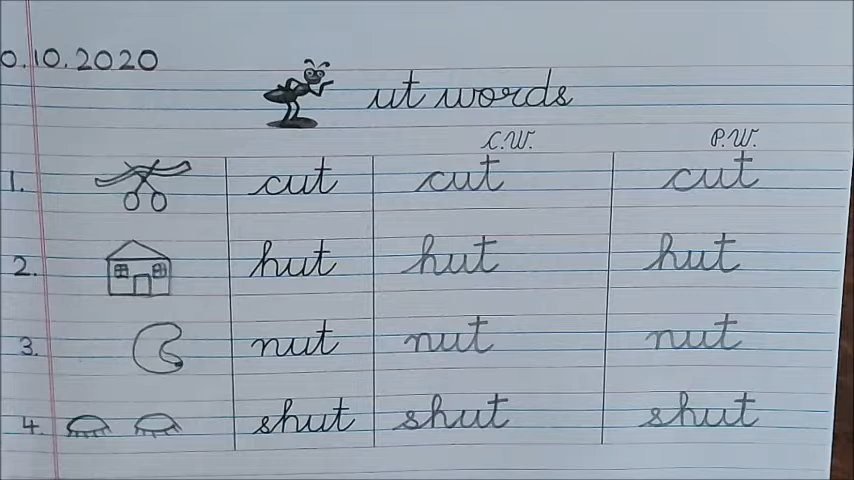 0.10.2020
ut words
C.W. P.W.
1. cut cut cut
2. hut hut hut
3. nut nut nut
4. shut shut shut